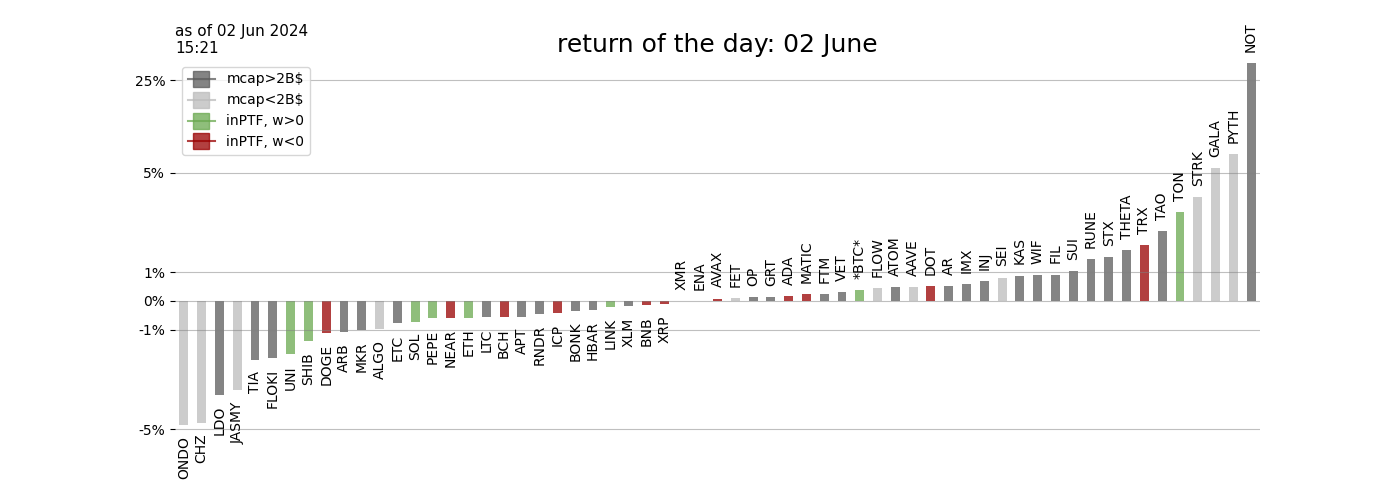 as of 02 Jun 2024
15:21
return of the day: 02 June
mcap>2B$
mcap<2B$
inPTF, w>0
inPTF, w<0
25%
5%
1%
0%
-1%
-5%
ONDO
CHZ
LDO
JASMY
TIA
FLOKI
UNI
SHIB
DOGE
ARB
MKR
ALGO
ETC
SOL
PEPE
NEAR
ETH
LTC
BCH
APT
RNDR
ICP
BONK
HBAR
LINK
XLM
BNB
XRP
XMR
ENA
AVAX
FET
OP
GRT
ADA
MATIC
FTM
VET
*BTC*
FLOW
ATOM
AAVE
DOT
AR
IMX
INJ
SEI
KAS
WIF
FIL
SUI
RUNE
STX
THETA
TRX
TAO
TON
STRK
GALA
PYTH
NOT